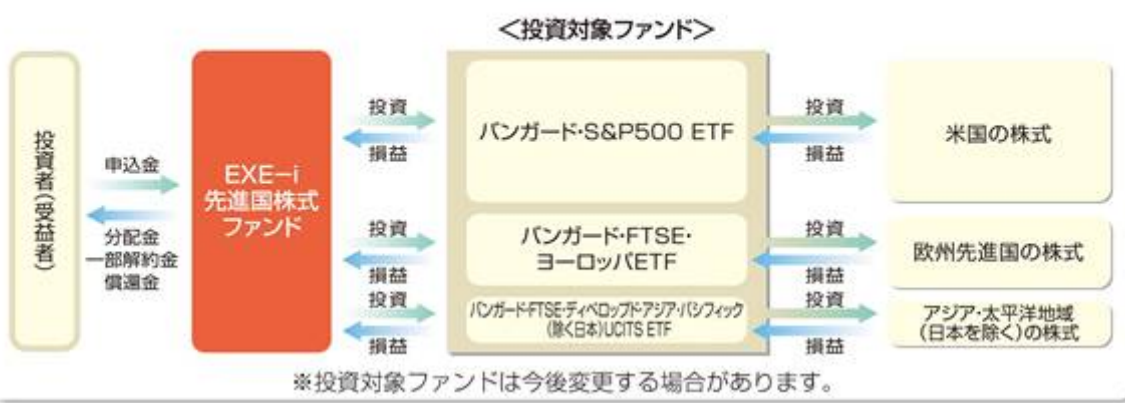 ＜投資対象ファンド＞
投資者(受益者)
申込金
分配金
一部解約金
償還金
EXE－i
先進国株式
ファンド
投資
損益
バンガード・S&P500 ETF
投資
損益
米国の株式
投資
損益
バンガード・FTSE・
ヨーロッパETF
投資
損益
欧州先進国の株式
投資
損益
バンガード・FTSE・ディベロップド・アジア・パシフィック
(除く日本)UCITS ETF
投資
損益
アジア・太平洋地域
(日本を除く)の株式
※投資対象ファンドは今後変更する場合があります。